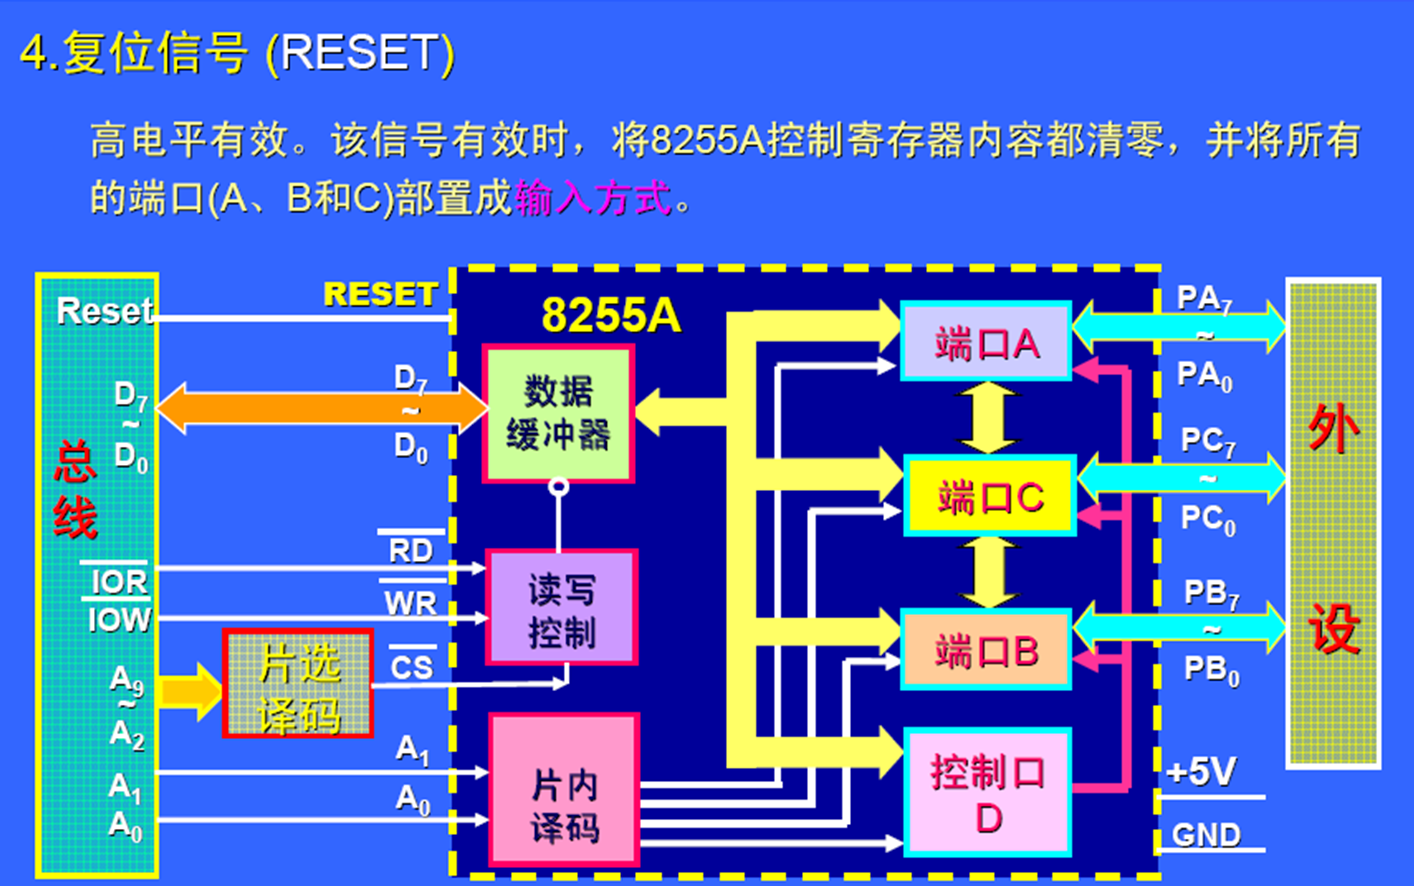 4.复位信号 (RESET)
高电平有效。该信号有效时，将8255A控制寄存器内容都清零，并将所有
的端口(A、B和C)部置成输入方式。
Reset
RESET
8255A
D7
~
D0
D7
~
D0
数据
缓冲器
总
线
IOR
IOW
RD
WR
CS
读写
控制
A9
~
A2
片选
译码
A1
A0
A1
A0
片内
译码
端口A
端口C
端口B
控制口
D
PA7
~
PA0
PC7
~
PC0
PB7
~
PB0
外
设
+5V
GND